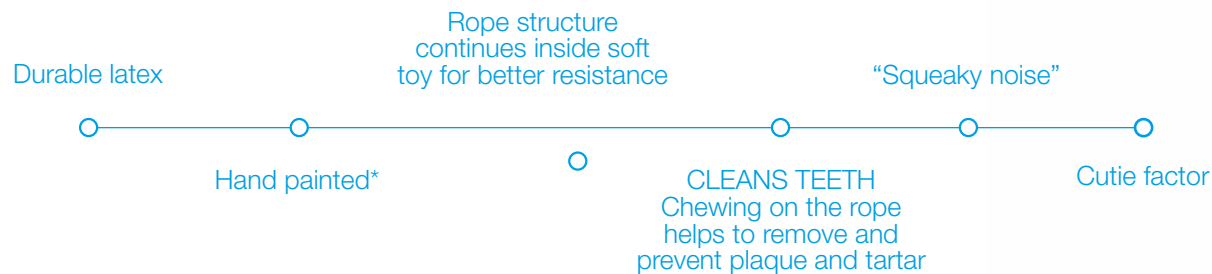 Durable latex
Hand painted*
Rope structure
continues inside soft
toy for better resistance
CLEANS TEETH
Chewing on the rope
helps to remove and
prevent plaque and tartar
“Squeaky noise”
Cutie factor